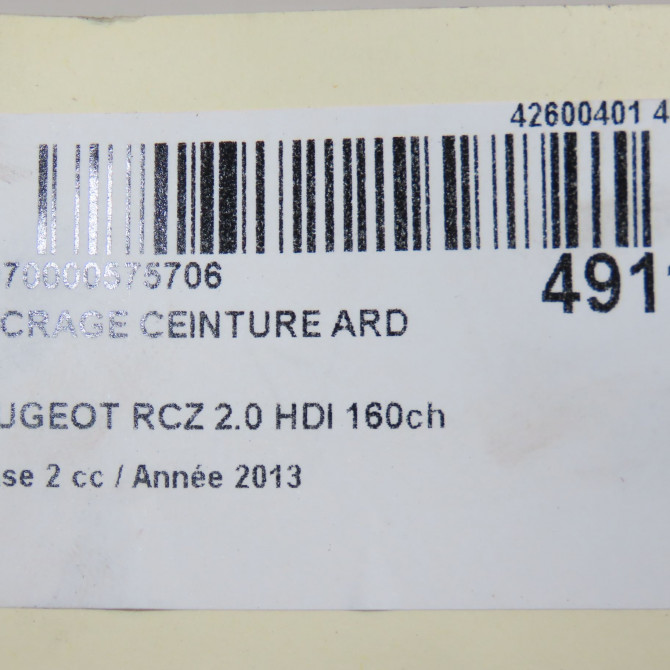 42600401 4
70000575706
4911
CRAGE CEINTURE ARD
UGEOT RCZ 2.0 HDI 160ch
se 2 cc / Année 2013